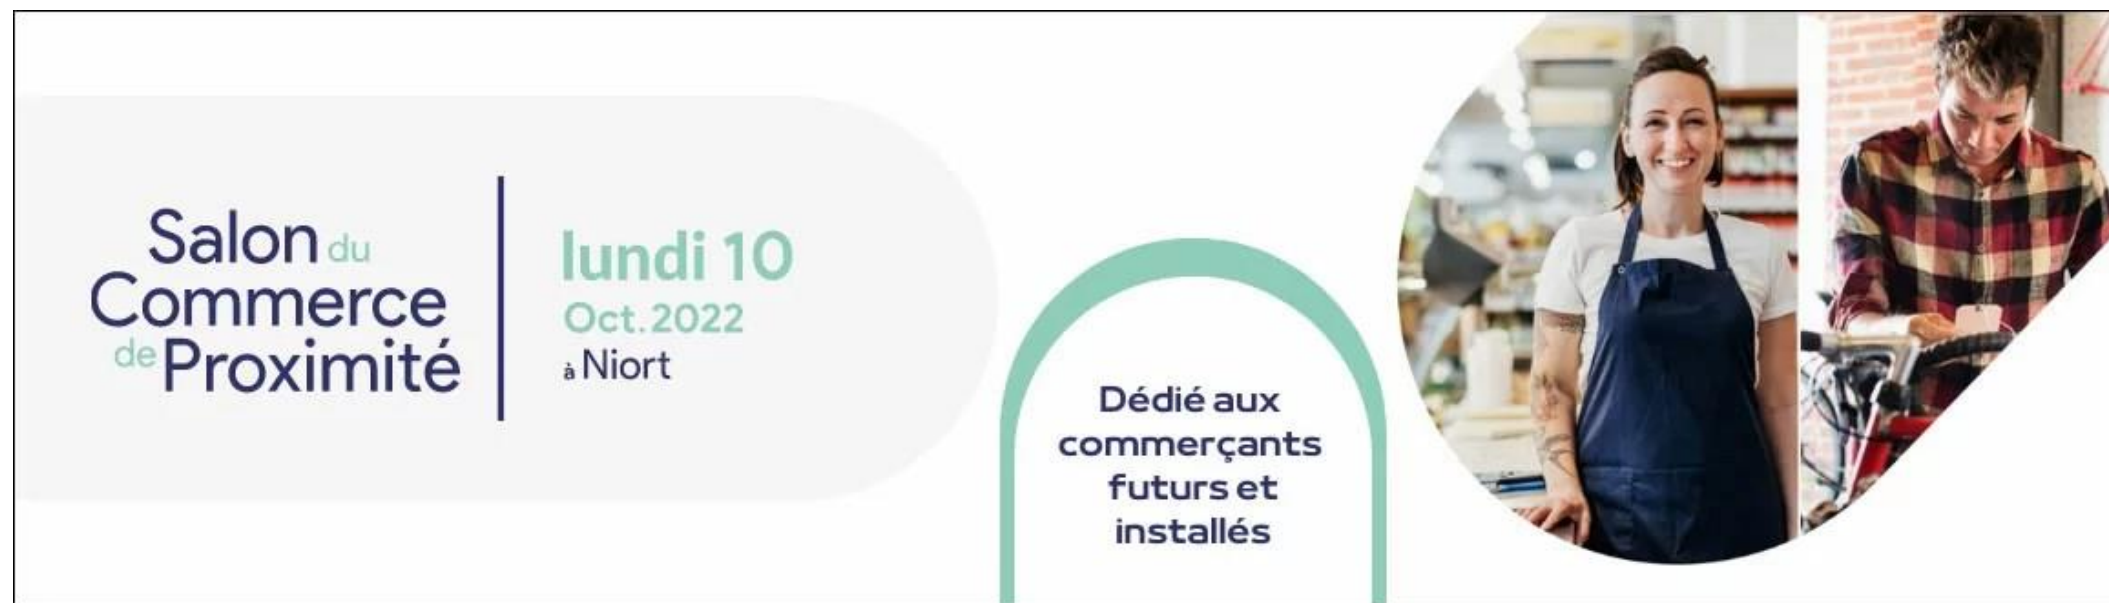 Salon du
Commerce
de Proximité
lundi 10
Oct. 2022
à Niort
Dédié aux
commerçants
futurs et
installés